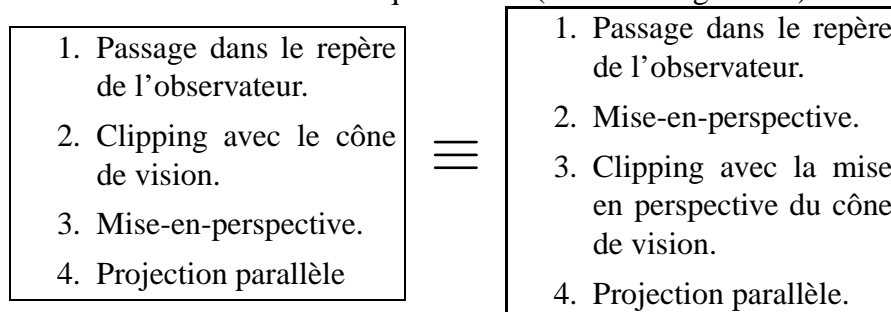 1. Passage dans le repère
de l’observateur.
2. Clipping avec le cône
de vision.
3. Mise-en-perspective.
4. Projection parallèle
≡
1. Passage dans le repère
de l’observateur.
2. Mise-en-perspective.
3. Clipping avec la mise
en perspective du cône
de vision.
4. Projection parallèle.